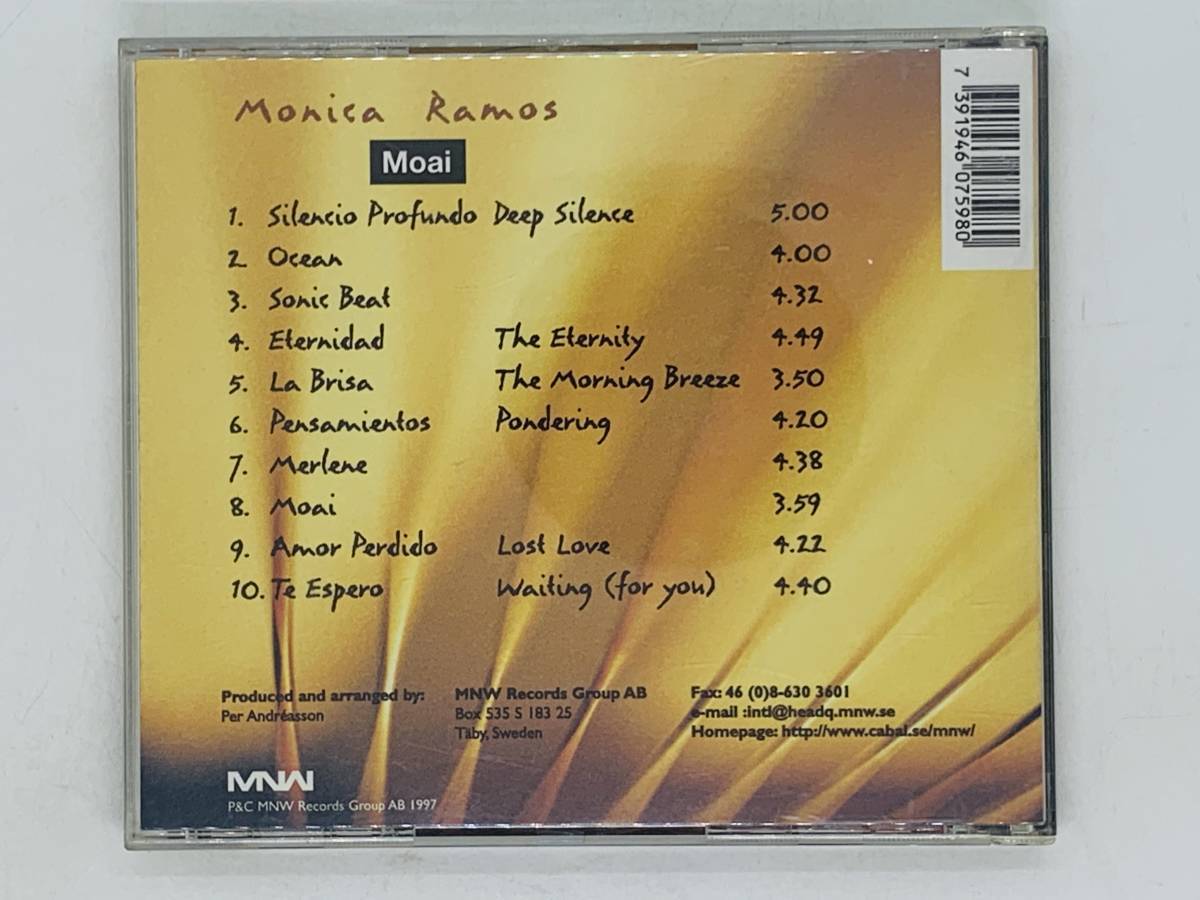 Monica Ramos
Moai
1. Silencio Profundo Deep Silence 5.00
2 Ocean 4.00
3. Sonic Beat 4.32
4. Eternidad The Eternity 4.49
5. La Brisa The Morning Breeze 3.50
6. Pensamientos Pondering 4.20
7. Merlene 4.38
8. Moai 3.59
9. Amor Perdido Lost Love 4.22
10. Te Espero Waiting (for you) 4.40
Produced and arranged by:
Per Andréasson
MNW Records Group AB
Box 535 S 183 25
Täby, Sweden
Fax: 46 (0)8-630 3601
e-mail :intl@headq.mnw.se
Homepage: http://www.cabal.se/mnw/
MNW
P&C MNW Records Group AB 1997
7 391946 075980